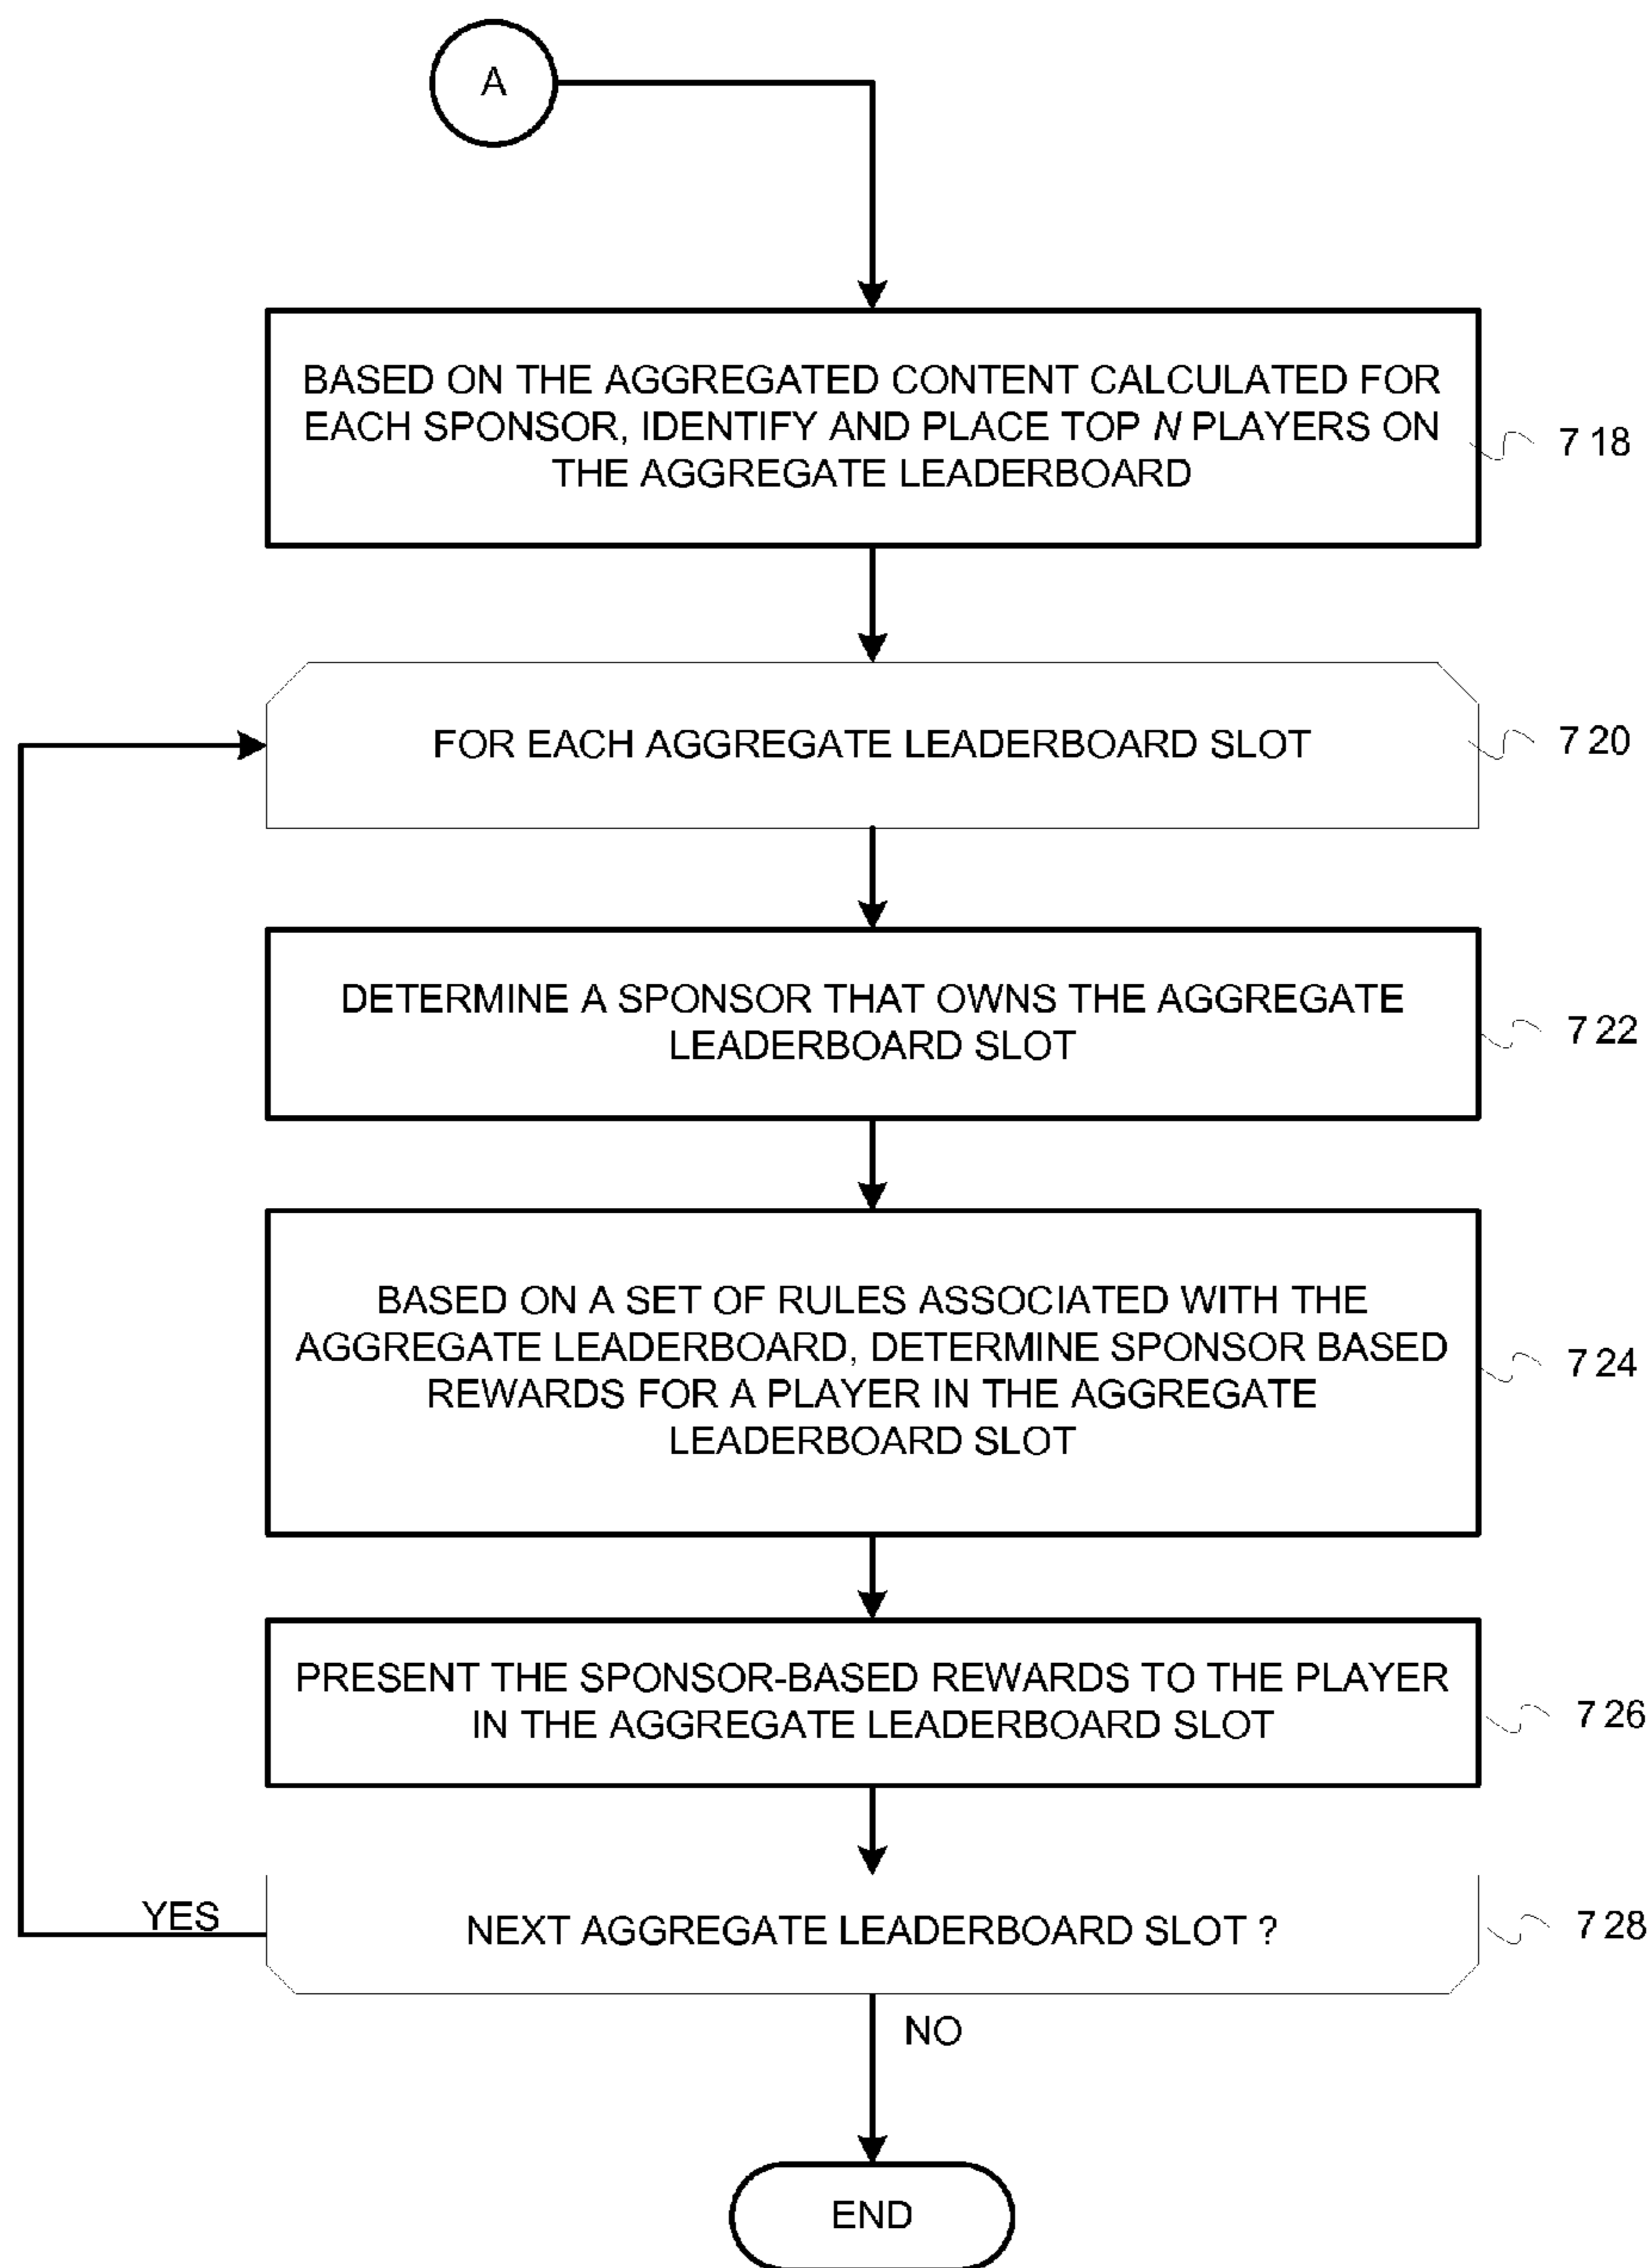 A
BASED ON THE AGGREGATED CONTENT CALCULATED FOR
EACH SPONSOR, IDENTIFY AND PLACE TOP N PLAYERS ON
THE AGGREGATE LEADERBOARD
718
FOR EACH AGGREGATE LEADERBOARD SLOT
720
DETERMINE A SPONSOR THAT OWNS THE AGGREGATE
LEADERBOARD SLOT
722
BASED ON A SET OF RULES ASSOCIATED WITH THE
AGGREGATE LEADERBOARD, DETERMINE SPONSOR BASED
REWARDS FOR A PLAYER IN THE AGGREGATE
LEADERBOARD SLOT
724
PRESENT THE SPONSOR-BASED REWARDS TO THE PLAYER
IN THE AGGREGATE LEADERBOARD SLOT
726
YES
NEXT AGGREGATE LEADERBOARD SLOT ?
728
NO
END